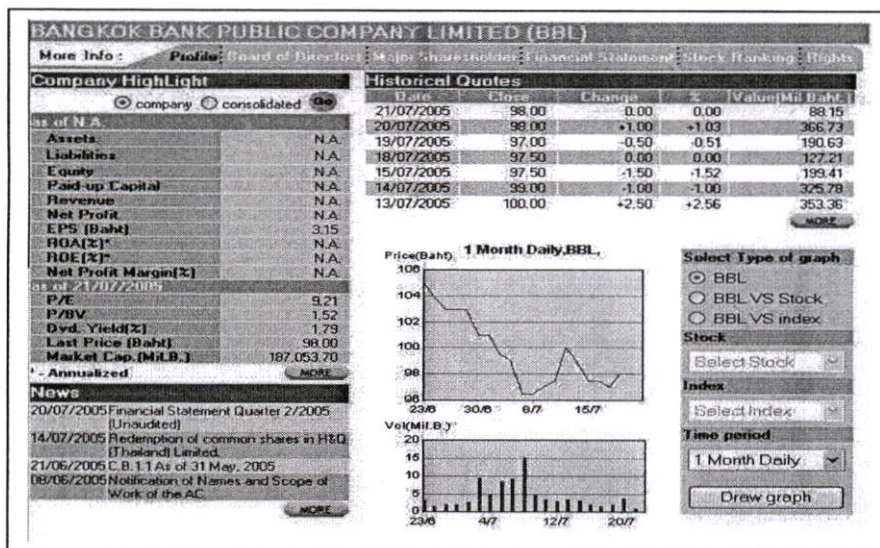 BANGKOK BANK PUBLIC COMPANY LIMITED (BBL)
More Info : Profile Board of Directors Major Shareholder Financial Statement Stock Ranking Rights
Company HighLight
company consolidated Go
as of N.A.
Assets N.A.
Liabilities N.A.
Equity N.A.
Paid-up Capital N.A.
Revenue N.A.
Net Profit N.A.
EPS (Baht) 3.15
ROA(%)* N.A.
ROE(%)* N.A.
Net Profit Margin(%) N.A.
as of 21/07/2005
P/E 9.21
P/BV 1.52
Dvd. Yield(%) 1.79
Last Price (Baht) 98.00
Market Cap.(Mil.B.) 187,053.70
* - Annualized MORE
News
20/07/2005 Financial Statement Quarter 2/2005
(Unaudited)
14/07/2005 Redemption of common shares in H&Q
(Thailand) Limited.
21/06/2005 C.B.1.1 As of 31 May, 2005
08/06/2005 Notification of Names and Scope of
Work of the AC.
MORE
Historical Quotes
Date Close Change % Value(Mil.Baht.)
21/07/2005 98.00 0.00 0.00 88.15
20/07/2005 98.00 +1.00 +1.03 366.73
19/07/2005 97.00 -0.50 -0.51 190.63
18/07/2005 97.50 0.00 0.00 127.21
15/07/2005 97.50 -1.50 -1.52 199.41
14/07/2005 99.00 -1.00 -1.00 325.78
13/07/2005 100.00 +2.50 +2.56 353.36
MORE
Price(Baht). 1 Month Daily,BBL,
106
104
102
100
98
96
23/6 30/6 8/7 15/7
Vol(Mil.B.)
20
15
10
5
0
23/6 4/7 12/7 20/7
Select Type of graph
BBL
BBL VS Stock
BBL VS index
Stock
Select Stock
Index
Select Index
Time period
1 Month Daily
Draw graph